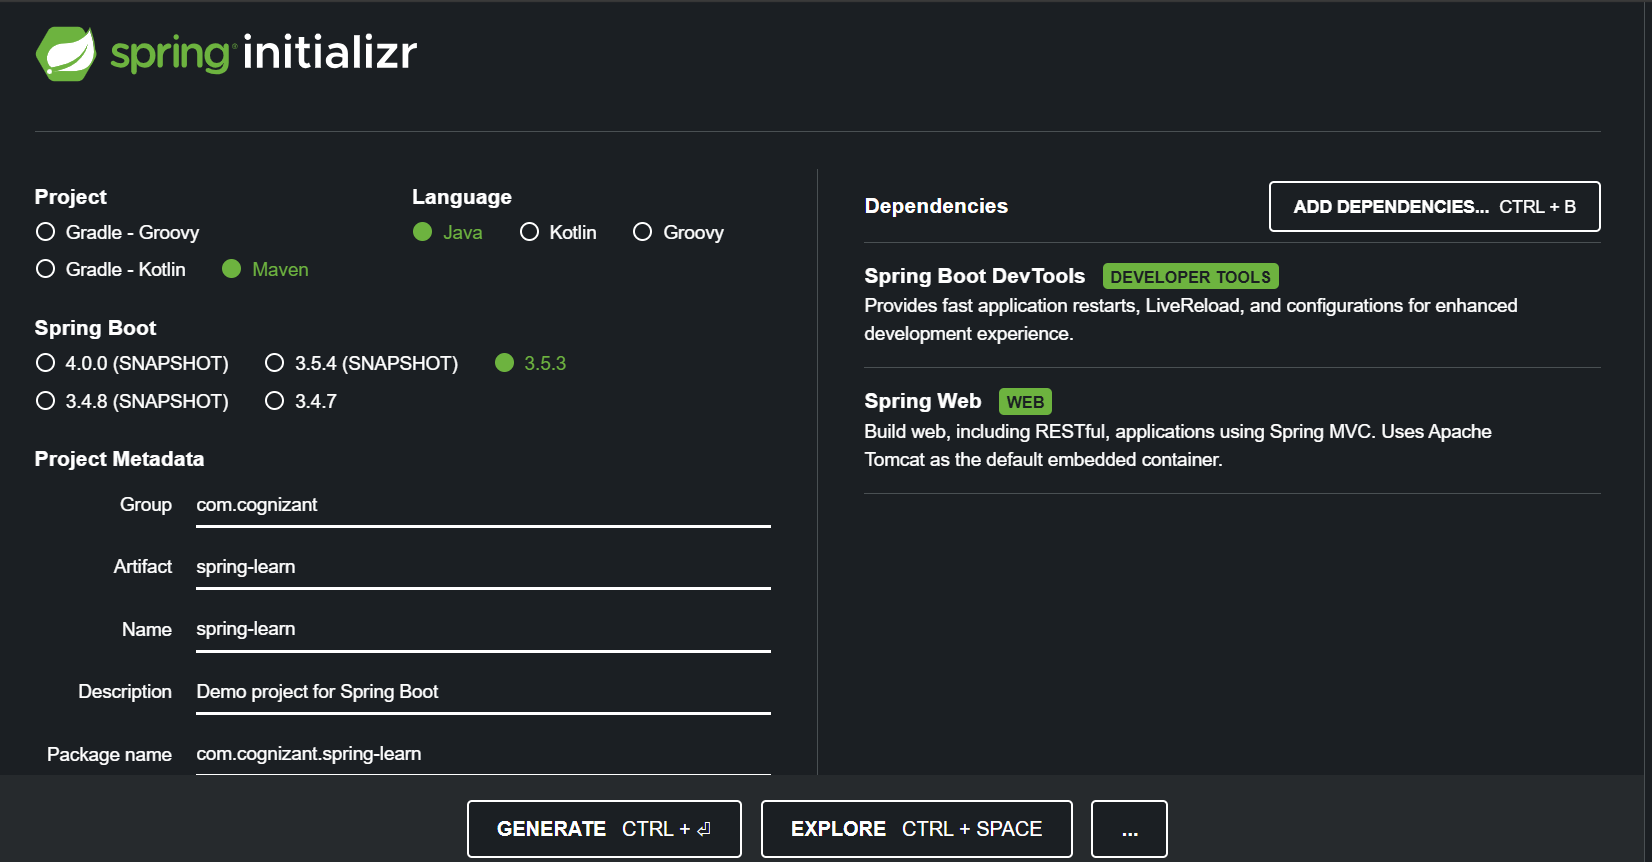 spring initializr
Project
Gradle - Groovy
Gradle - Kotlin Maven
Language
Java Kotlin Groovy
Spring Boot
4.0.0 (SNAPSHOT) 3.5.4 (SNAPSHOT) 3.5.3
3.4.8 (SNAPSHOT) 3.4.7
Project Metadata
Group com.cognizant
Artifact spring-learn
Name spring-learn
Description Demo project for Spring Boot
Package name com.cognizant.spring-learn
Dependencies
ADD DEPENDENCIES... CTRL + B
Spring Boot DevTools DEVELOPER TOOLS
Provides fast application restarts, LiveReload, and configurations for enhanced
development experience.
Spring Web WEB
Build web, including RESTful, applications using Spring MVC. Uses Apache
Tomcat as the default embedded container.
GENERATE CTRL + ⏎
EXPLORE CTRL + SPACE
...